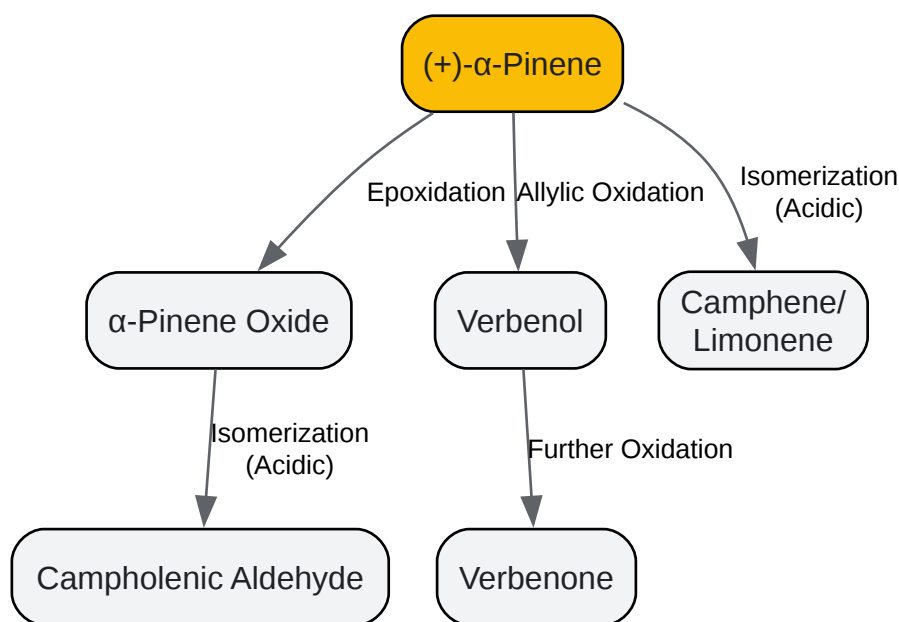 (+)-α-Pinene
Epoxidation
Allylic Oxidation
Isomerization
(Acidic)
α-Pinene Oxide
Verbenol
Camphene/
Limonene
Isomerization
(Acidic)
Further Oxidation
Campholenic Aldehyde
Verbenone